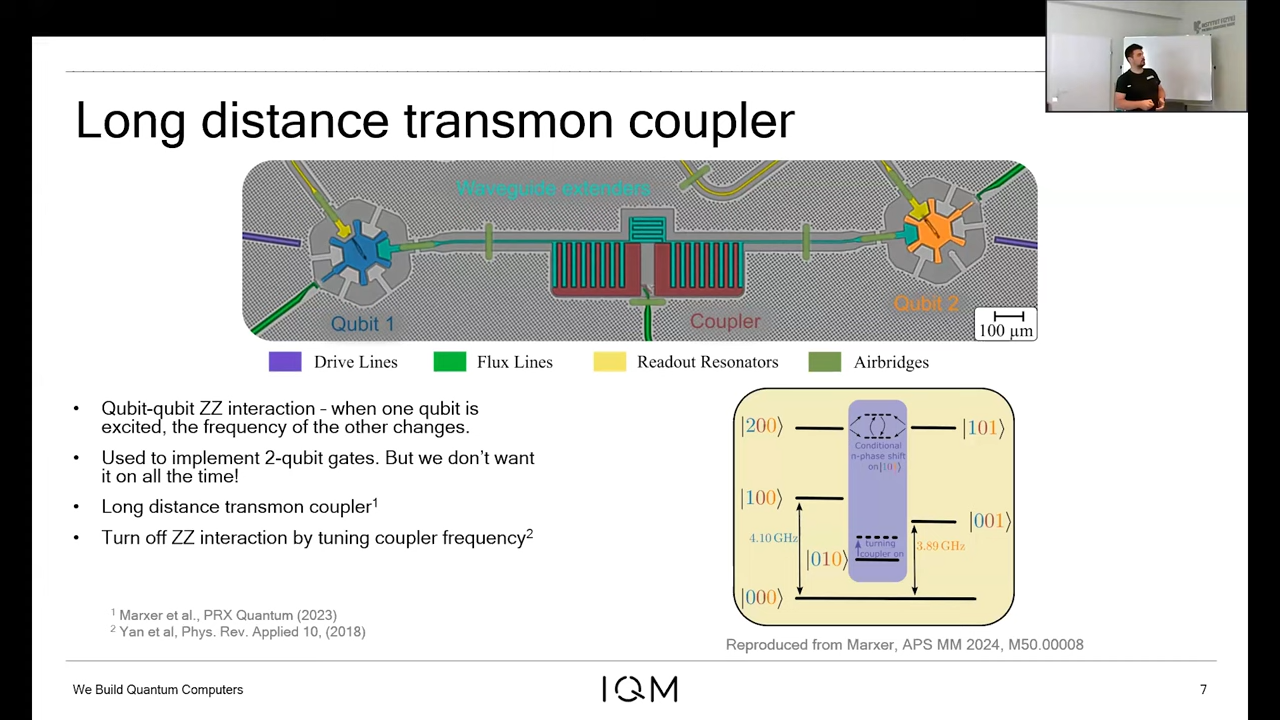 Long distance transmon coupler
Waveguide extenders
Qubit 1
Coupler
Qubit 2
100 µm
Drive Lines
Flux Lines
Readout Resonators
Airbridges
• Qubit-qubit ZZ interaction - when one qubit is
excited, the frequency of the other changes.
• Used to implement 2-qubit gates. But we don't want
it on all the time!
• Long distance transmon coupler¹
• Turn off ZZ interaction by tuning coupler frequency²
¹ Marxer et al., PRX Quantum (2023)
² Yan et al, Phys. Rev. Applied 10, (2018)
|200⟩
|101⟩
Conditional
π-phase shift
on |101⟩
|100⟩
|001⟩
4.10 GHz
turning
coupler on
3.89 GHz
|010⟩
|000⟩
Reproduced from Marxer, APS MM 2024, M50.00008
We Build Quantum Computers
IQM
7